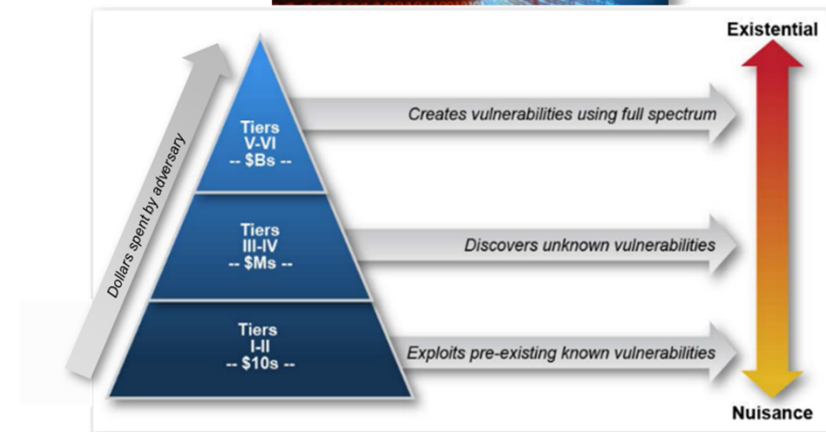 Existential
Creates vulnerabilities using full spectrum
Tiers
V-VI
-- $Bs --
Dollars spent by adversary
Tiers
III-IV
-- $Ms --
Discovers unknown vulnerabilities
Tiers
I-II
-- $10s --
Exploits pre-existing known vulnerabilities
Nuisance